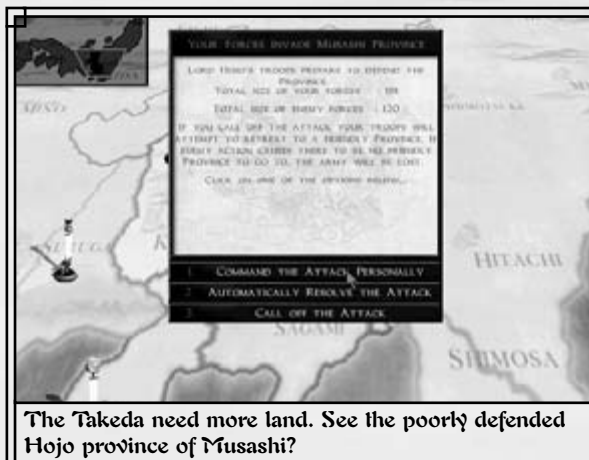 YOUR FORCES INVADE MUSASHI PROVINCE
LORD HOJO'S TROOPS PREPARE TO DEFEND THE
PROVINCE
TOTAL SIZE OF YOUR FORCES :
TOTAL SIZE OF ENEMY FORCES : 120
IF YOU CALL OFF THE ATTACK YOUR TROOPS WILL
ATTEMPT TO RETREAT TO A FRIENDLY PROVINCE. IF
ENEMY ACTION CAUSES THERE TO BE NO FRIENDLY
PROVINCE TO GO TO, THE ARMY WILL BE LOST.
CLICK ON ONE OF THE OPTIONS BELOW...
1 COMMAND THE ATTACK PERSONALLY
2 AUTOMATICALLY RESOLVE THE ATTACK
3 CALL OFF THE ATTACK
HITACHI
SAGAMI
SHIMOSA
The Takeda need more land. See the poorly defended
Hojo province of Musashi?